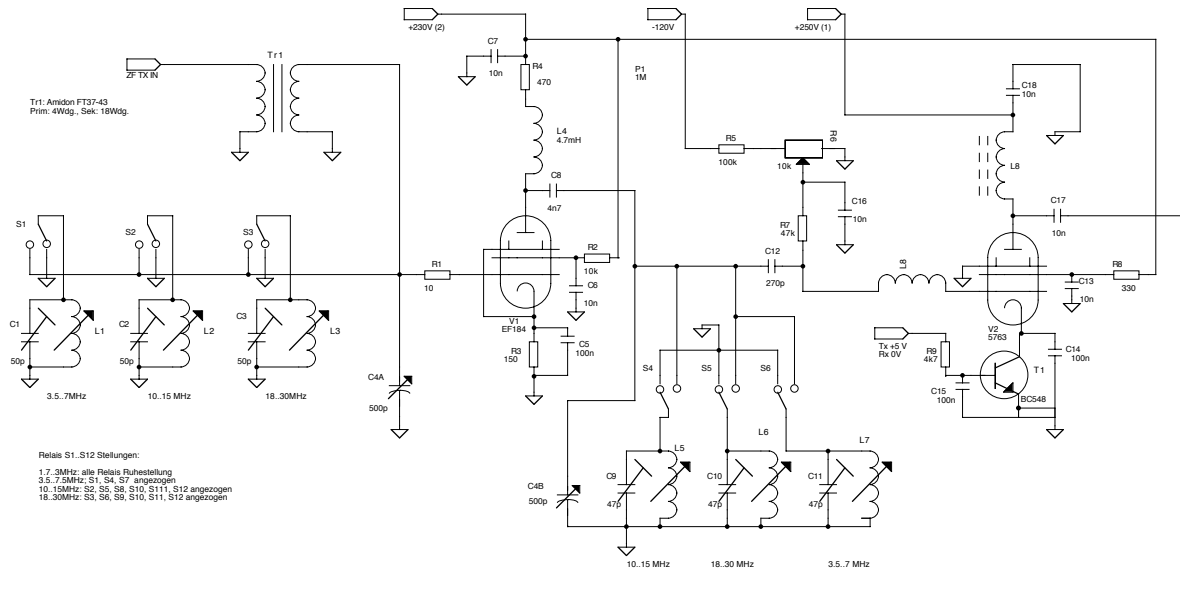 +230V (2)
-120V
+250V (1)
C7
10n
R4
470
P1
1M
Tr1
ZF TX IN
C18
10n
Tr1: Amidon FT37-43
Prim: 4Wdg., Sek: 18Wdg.
L4
4.7mH
R5
100k
R6
10k
L8
C8
4n7
C16
10n
C17
10n
S1
S2
S3
R7
47k
R2
10k
C12
270p
L8
R1
10
C6
10n
R8
330
C13
10n
C1
50p
L1
C2
50p
L2
C3
50p
L3
V1
EF184
C5
100n
R3
150
V2
5763
Tx +5 V
Rx 0V
R9
4k7
C14
100n
T1
C15
100n
BC548
S4
S5
S6
C4A
500p
3.5..7MHz
10..15 MHz
18..30MHz
L5
L6
L7
Relais S1..S12 Stellungen:
1.7..3MHz: alle Relais Ruhestellung
3.5..7.5MHz; S1, S4, S7 angezogen
10..15MHz: S2, S5, S8, S10, S111, S12 angezogen
18..30MHz: S3, S6, S9, S10, S11, S12 angezogen
C4B
500p
C9
47p
C10
47p
C11
47p
10..15 MHz
18..30 MHz
3.5..7 MHz